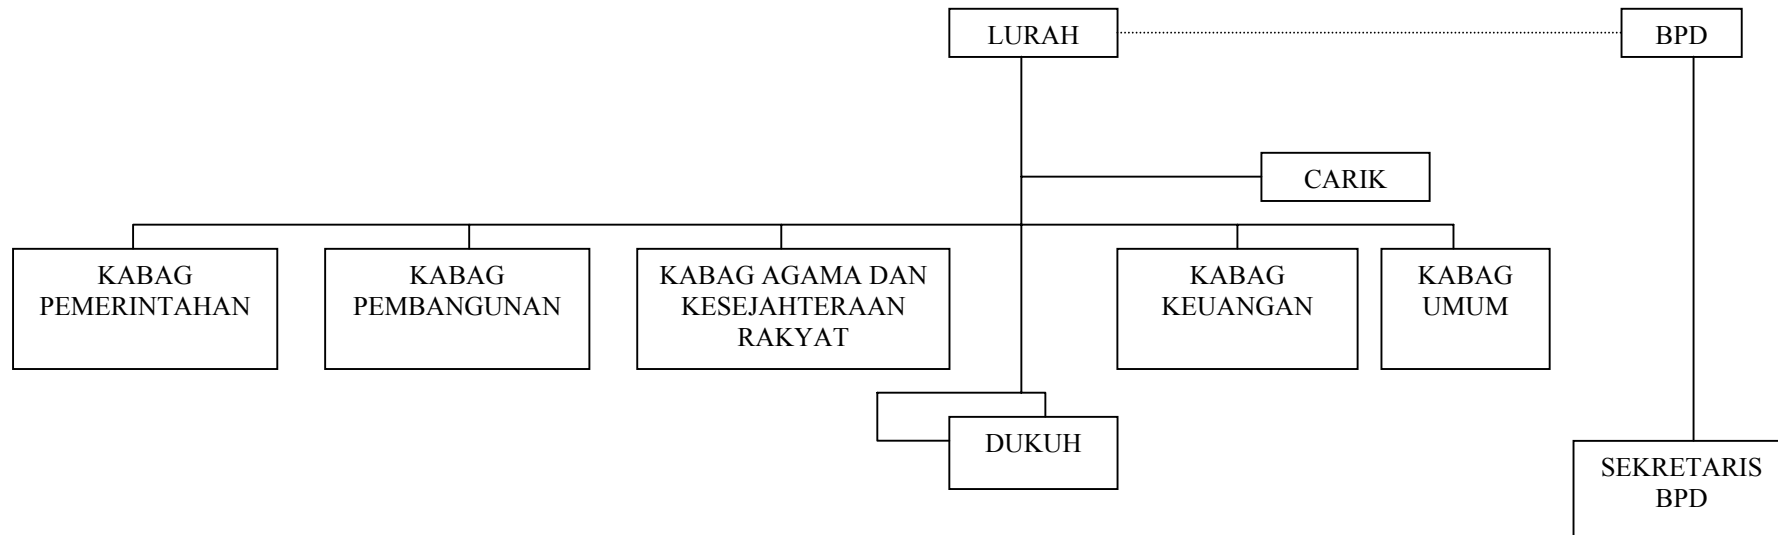 LURAH
BPD
CARIK
KABAG
PEMERINTAHAN
KABAG
PEMBANGUNAN
KABAG AGAMA DAN
KESEJAHTERAAN
RAKYAT
KABAG
KEUANGAN
KABAG
UMUM
DUKUH
SEKRETARIS
BPD